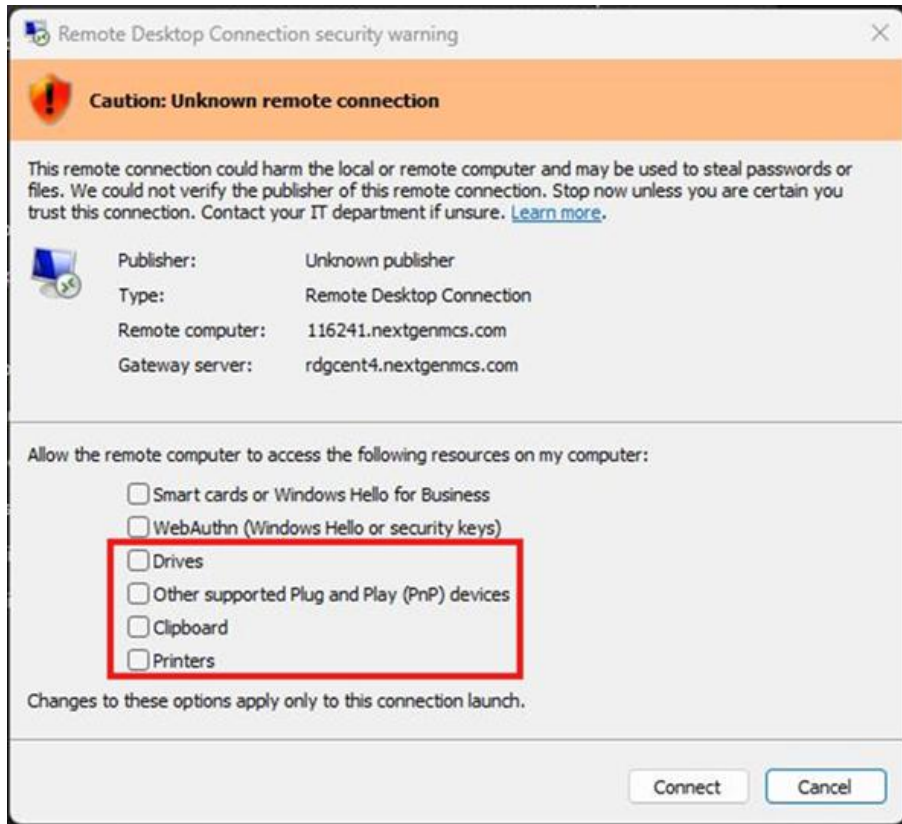 Remote Desktop Connection security warning
Caution: Unknown remote connection
This remote connection could harm the local or remote computer and may be used to steal passwords or
files. We could not verify the publisher of this remote connection. Stop now unless you are certain you
trust this connection. Contact your IT department if unsure. Learn more.
Publisher: Unknown publisher
Type: Remote Desktop Connection
Remote computer: 116241.nextgenmcs.com
Gateway server: rdgcent4.nextgenmcs.com
Allow the remote computer to access the following resources on my computer:
Smart cards or Windows Hello for Business
WebAuthn (Windows Hello or security keys)
Drives
Other supported Plug and Play (PnP) devices
Clipboard
Printers
Changes to these options apply only to this connection launch.
Connect Cancel